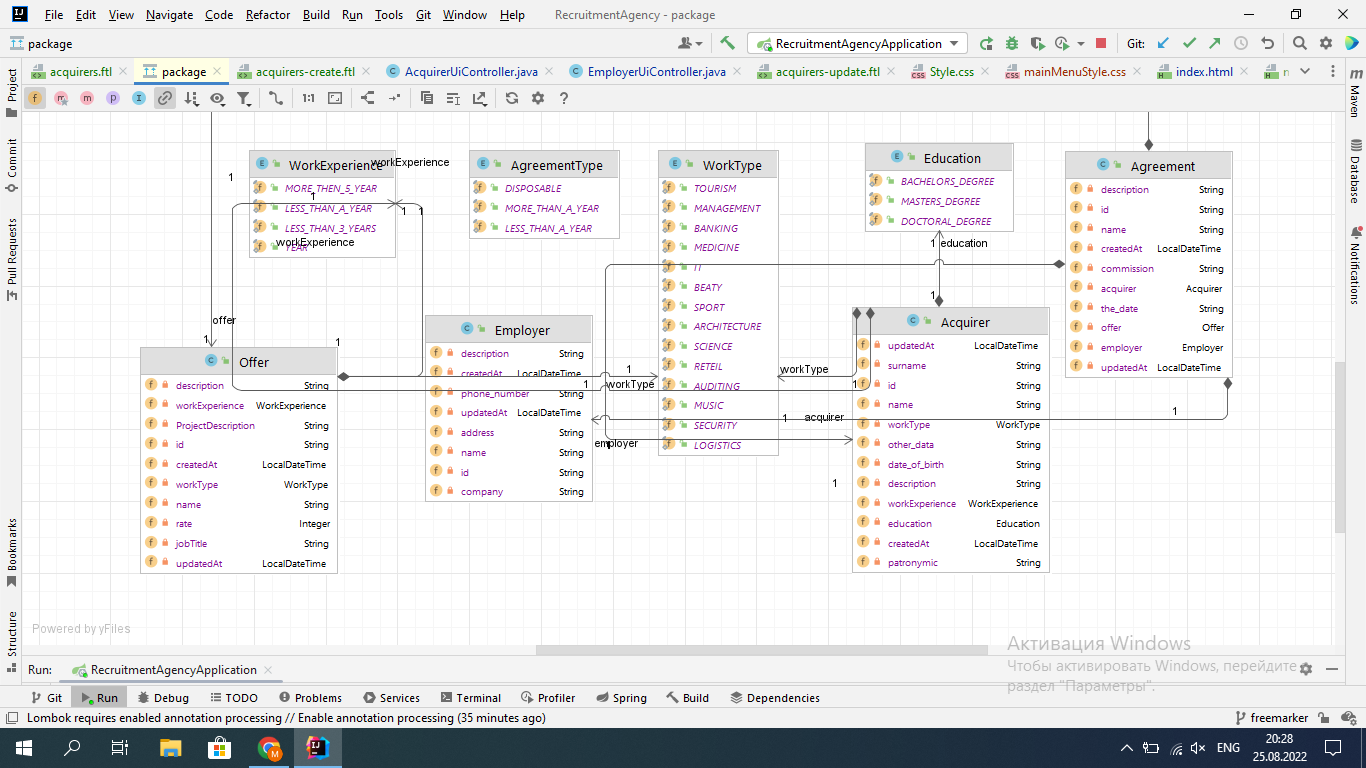 File Edit View Navigate Code Refactor Build Run Tools Git Window Help RecruitmentAgency - package
package RecruitmentAgencyApplication Git:
acquirers.ftl package acquirers-create.ftl AcquirerUiController.java EmployerUiController.java acquirers-update.ftl Style.css mainMenuStyle.css index.html
1:1
Project
Commit
Pull Requests
Bookmarks
Structure
Maven
Database
Notifications
WorkExperience
MORE_THEN_5_YEAR
LESS_THAN_A_YEAR
LESS_THAN_3_YEARS
YEAR
workExperience
workExperience
AgreementType
DISPOSABLE
MORE_THAN_A_YEAR
LESS_THAN_A_YEAR
WorkType
TOURISM
MANAGEMENT
BANKING
MEDICINE
IT
BEATY
SPORT
ARCHITECTURE
SCIENCE
RETEIL
AUDITING
MUSIC
SECURITY
LOGISTICS
Education
BACHELORS_DEGREE
MASTERS_DEGREE
DOCTORAL_DEGREE
1 education
1
Agreement
description String
id String
name String
createdAt LocalDateTime
commission String
acquirer Acquirer
the_date String
offer Offer
employer Employer
updatedAt LocalDateTime
1
1
1
1
offer
1
1
Offer
description String
workExperience WorkExperience
ProjectDescription String
id String
createdAt LocalDateTime
workType WorkType
name String
rate Integer
jobTitle String
updatedAt LocalDateTime
Employer
description String
createdAt LocalDateTime
phone_number String
updatedAt LocalDateTime
address String
name String
id String
company String
1
1
workType
workType
1
1 acquirer
employer
1
1
1
Acquirer
updatedAt LocalDateTime
surname String
id String
name String
workType WorkType
other_data String
date_of_birth String
description String
workExperience WorkExperience
education Education
createdAt LocalDateTime
patronymic String
Powered by yFiles
Активация Windows
Чтобы активировать Windows, перейдите в
раздел "Параметры".
Run: RecruitmentAgencyApplication
Git Run Debug TODO Problems Services Terminal Profiler Spring Build Dependencies
Lombok requires enabled annotation processing // Enable annotation processing (35 minutes ago) freemarker
ENG 20:28
25.08.2022